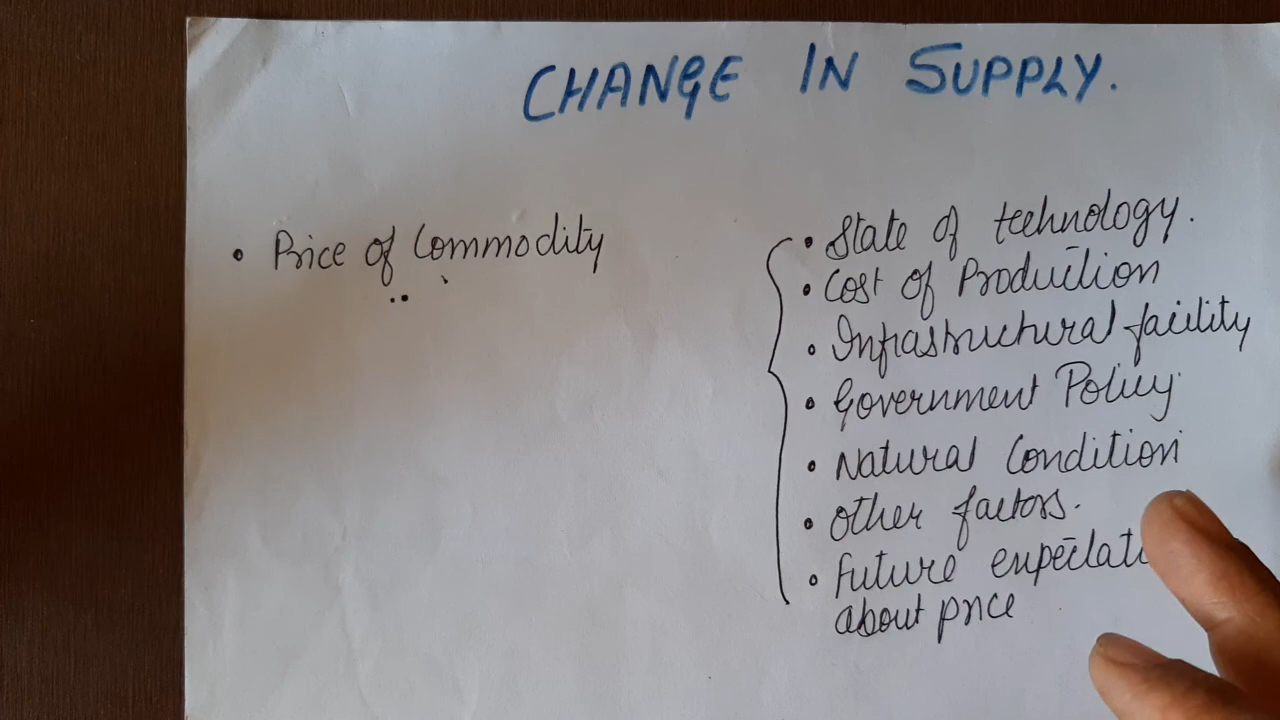 CHANGE IN SUPPLY.
• Price of Commodity
• State of technology.
• Cost of Production
• Infrastructural facility
• Government Policy
• Natural Condition
• Other factors.
• Future
about price